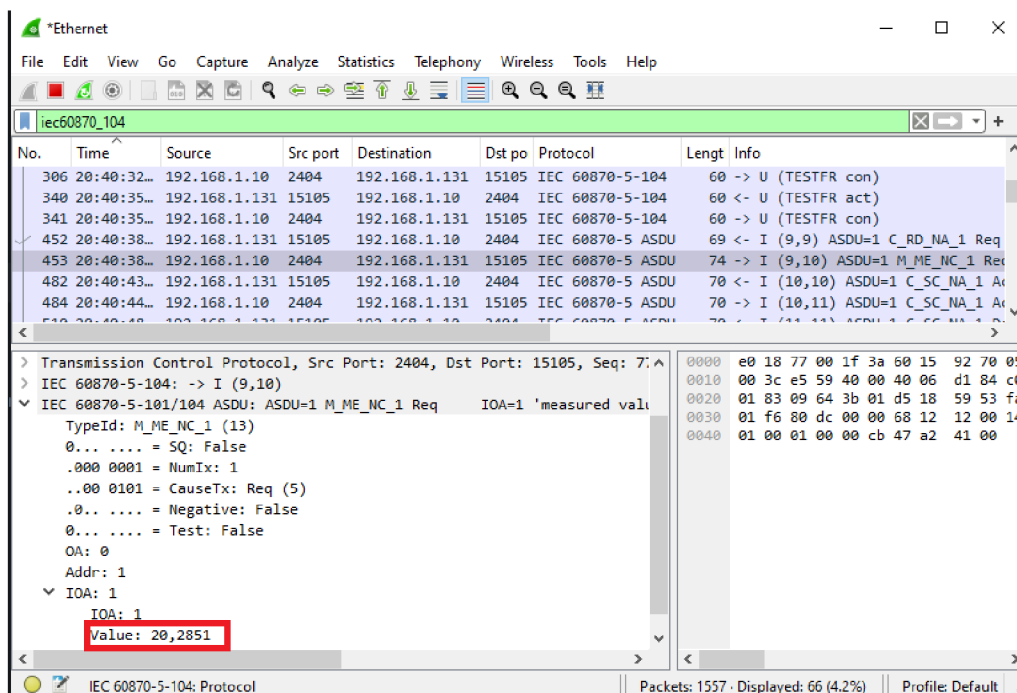 *Ethernet
File Edit View Go Capture Analyze Statistics Telephony Wireless Tools Help
iec60870_104
No. Time Source Src port Destination Dst po Protocol Lengt Info
306 20:40:32… 192.168.1.10 2404 192.168.1.131 15105 IEC 60870-5-104 60 -> U (TESTFR con)
340 20:40:35… 192.168.1.131 15105 192.168.1.10 2404 IEC 60870-5-104 60 <- U (TESTFR act)
341 20:40:35… 192.168.1.10 2404 192.168.1.131 15105 IEC 60870-5-104 60 -> U (TESTFR con)
452 20:40:38… 192.168.1.131 15105 192.168.1.10 2404 IEC 60870-5 ASDU 69 <- I (9,9) ASDU=1 C_RD_NA_1 Req
453 20:40:38… 192.168.1.10 2404 192.168.1.131 15105 IEC 60870-5 ASDU 74 -> I (9,10) ASDU=1 M_ME_NC_1 Rec
482 20:40:43… 192.168.1.131 15105 192.168.1.10 2404 IEC 60870-5 ASDU 70 <- I (10,10) ASDU=1 C_SC_NA_1 Ac
484 20:40:44… 192.168.1.10 2404 192.168.1.131 15105 IEC 60870-5 ASDU 70 -> I (10,11) ASDU=1 C_SC_NA_1 Ac
Transmission Control Protocol, Src Port: 2404, Dst Port: 15105, Seq: 7
IEC 60870-5-104: -> I (9,10)
IEC 60870-5-101/104 ASDU: ASDU=1 M_ME_NC_1 Req IOA=1 'measured valu
TypeId: M_ME_NC_1 (13)
0... .... = SQ: False
.000 0001 = NumIx: 1
..00 0101 = CauseTx: Req (5)
.0.. .... = Negative: False
0... .... = Test: False
OA: 0
Addr: 1
IOA: 1
IOA: 1
Value: 20,2851
0000 e0 18 77 00 1f 3a 60 15 92 70 05
0010 00 3c e5 59 40 00 40 06 d1 84 c0
0020 01 83 09 64 3b 01 d5 18 59 53 fa
0030 01 f6 80 dc 00 00 68 12 12 00 14
0040 01 00 01 00 00 cb 47 a2 41 00
IEC 60870-5-104: Protocol Packets: 1557 · Displayed: 66 (4.2%) Profile: Default